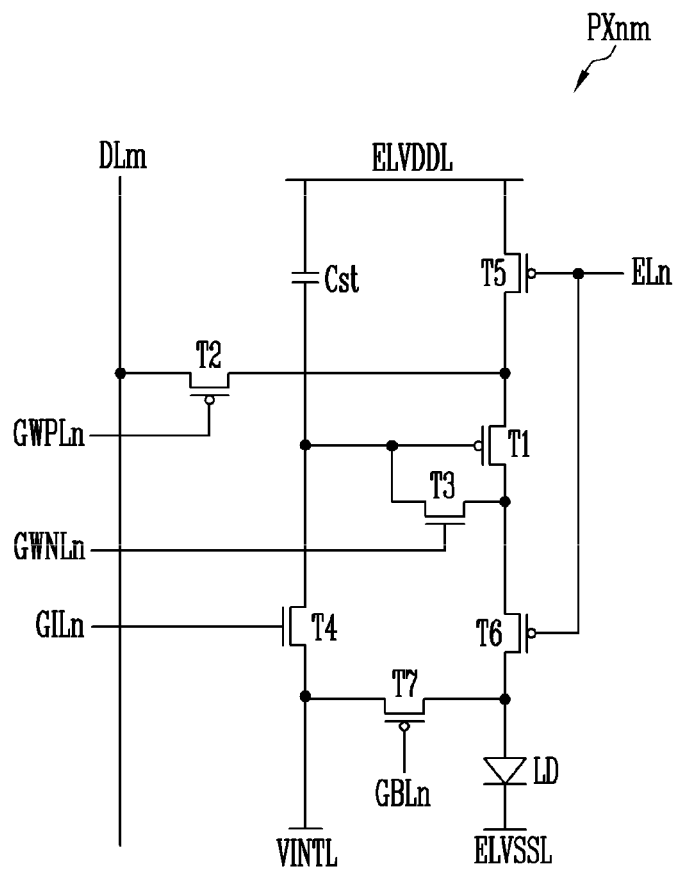 PXnm
DLm
ELVDDL
Cst
T5
ELn
T2
GWPLn
T1
T3
GWNLn
GILn
T4
T6
T7
GBLn
LD
VINTL
ELVSSL